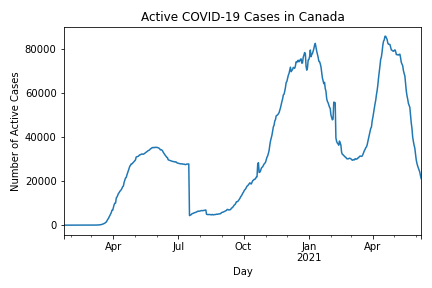 Active COVID-19 Cases in Canada
Number of Active Cases
80000
60000
40000
20000
0
Apr
Jul
Oct
Jan
2021
Apr
Day